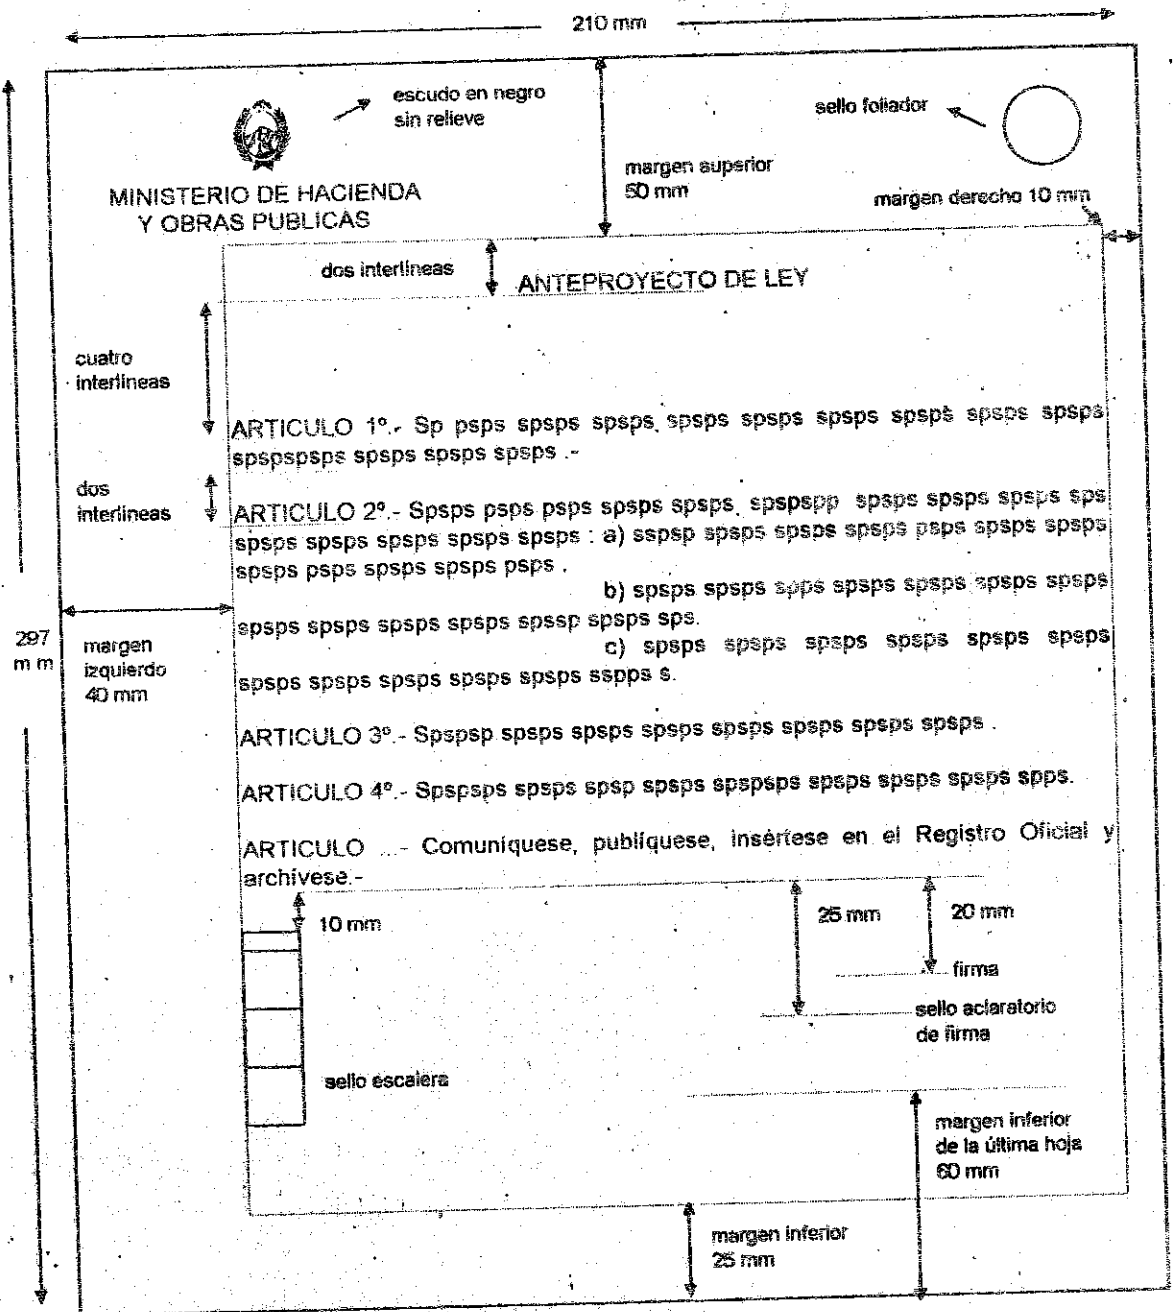 210 mm
escudo en negro
sin relieve
sello foliador
margen superior
50 mm
MINISTERIO DE HACIENDA
Y OBRAS PUBLICAS
margen derecho 10 mm
dos interlíneas
ANTEPROYECTO DE LEY
cuatro
interlíneas
ARTICULO 1º.- Sp psps spsps spsps spsps spsps spsps spsps spsps spsps
spspspsps spsps spsps spsps .-
dos
interlineas
ARTICULO 2º.- Spsps psps psps spsps spsps spspspp spsps spsps spsps sps
spsps spsps spsps spsps spsps : a) sspsp spsps spsps spsps psps spsps spsps
spsps psps spsps spsps psps .
b) spsps spsps spps spsps spsps spsps spsps
spsps spsps spsps spsps spssp spsps sps.
c) spsps spsps spsps spsps spsps spsps
spsps spsps spsps spsps spsps sspps s.
297
m m
margen
izquierdo
40 mm
ARTICULO 3º.- Spspsp spsps spsps spsps spsps spsps spsps spsps .
ARTICULO 4º.- Spspsps spsps spsp spsps spspsps spsps spsps spsps spps.
ARTICULO ...- Comuníquese, publíquese, insértese en el Registro Oficial y
archívese.-
10 mm
25 mm
20 mm
firma
sello aclaratorio
de firma
sello escalera
margen inferior
de la última hoja
60 mm
margen inferior
25 mm